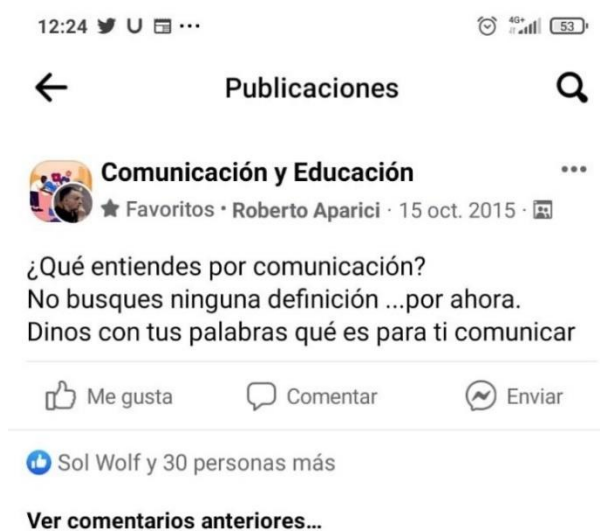 12:24 U ...
4G+ 53
Publicaciones
Comunicación y Educación
Favoritos · Roberto Aparici · 15 oct. 2015 ·
¿Qué entiendes por comunicación?
No busques ninguna definición ...por ahora.
Dinos con tus palabras qué es para ti comunicar
Me gusta Comentar Enviar
Sol Wolf y 30 personas más
Ver comentarios anteriores...